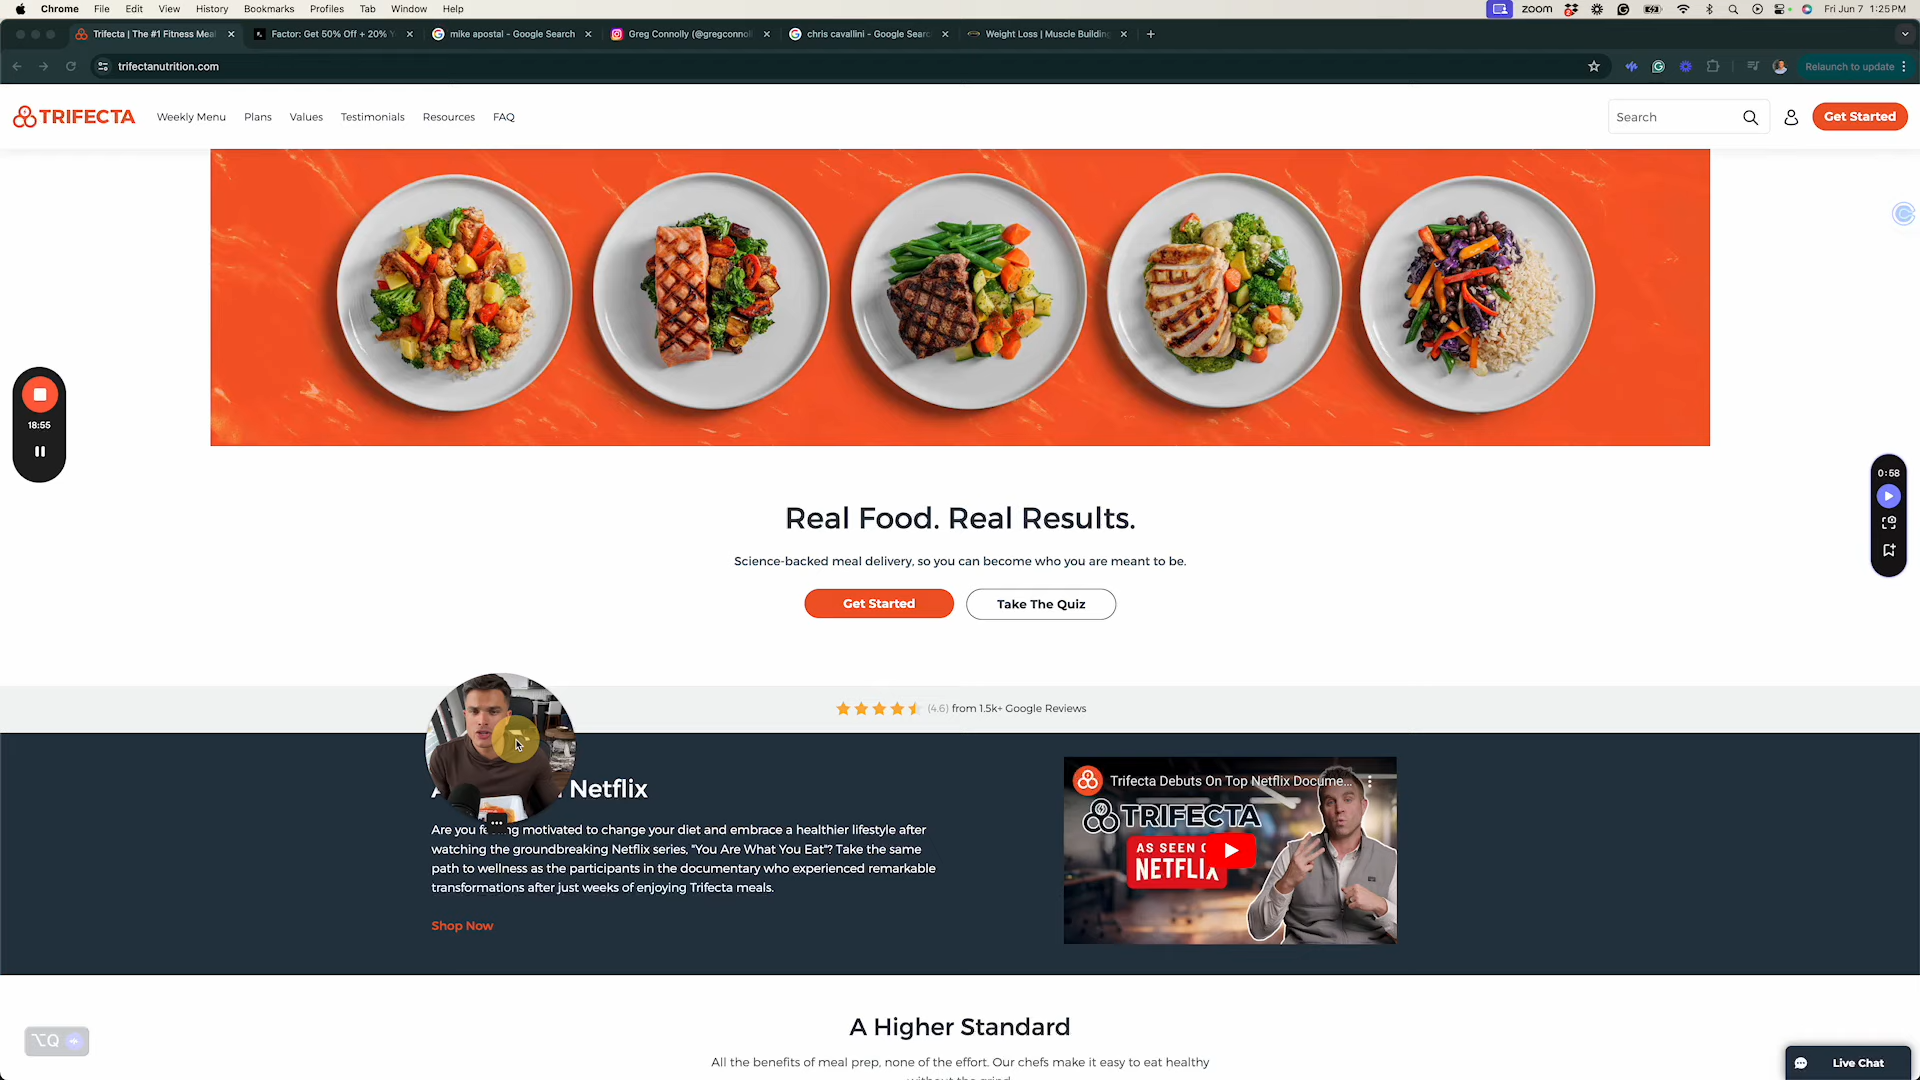 Chrome File Edit View History Bookmarks Profiles Tab Window Help
zoom Fri Jun 7 1:25 PM
Trifecta | The #1 Fitness Meal
Factor: Get 50% Off + 20%
mike apostal - Google Search
Greg Connolly (@gregconnol
chris cavallini - Google Searc
Weight Loss | Muscle Building
trifectanutrition.com
Relaunch to update
TRIFECTA
Weekly Menu Plans Values Testimonials Resources FAQ
Search
Get Started
18:55
0:58
Real Food. Real Results.
Science-backed meal delivery, so you can become who you are meant to be.
Get Started
Take The Quiz
(4.6) from 1.5k+ Google Reviews
Netflix
Are you motivated to change your diet and embrace a healthier lifestyle after
watching the groundbreaking Netflix series, "You Are What You Eat"? Take the same
path to wellness as the participants in the documentary who experienced remarkable
transformations after just weeks of enjoying Trifecta meals.
Shop Now
Trifecta Debuts On Top Netflix Docume...
TRIFECTA
AS SEEN
NETFLIX
A Higher Standard
All the benefits of meal prep, none of the effort. Our chefs make it easy to eat healthy
⌥Q
Live Chat